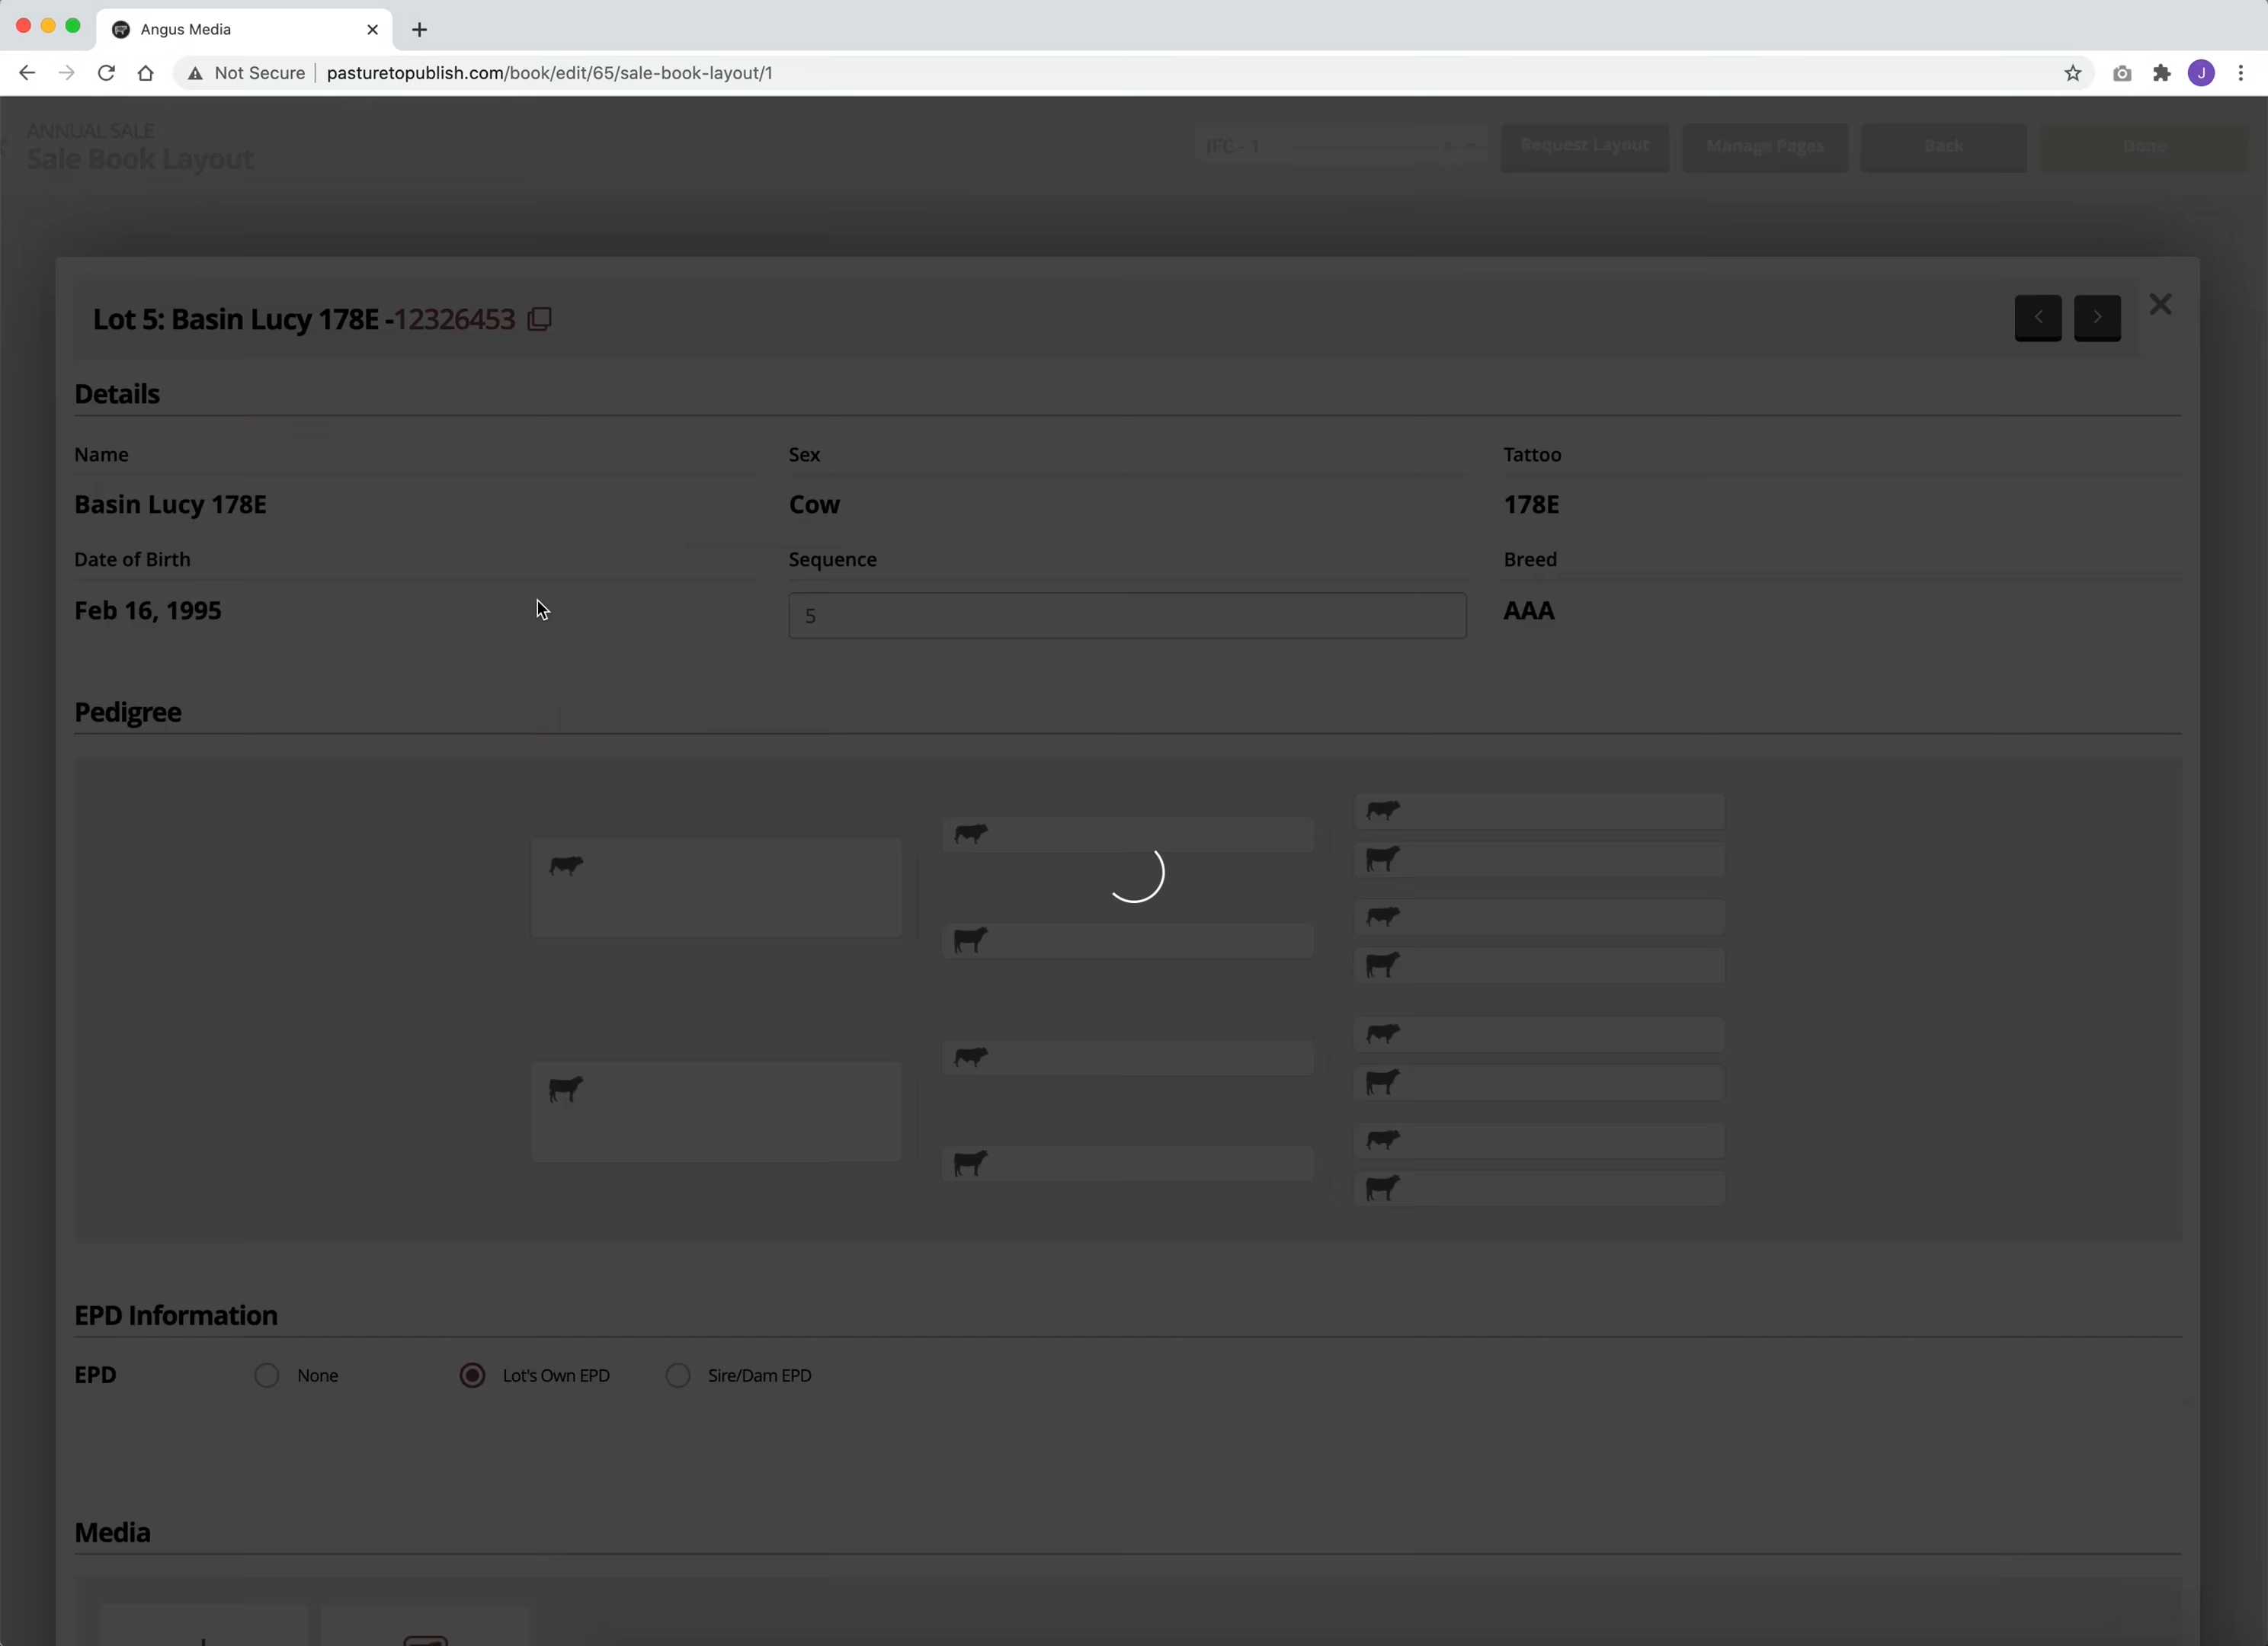 Angus Media
Not Secure
pasturetopublish.com/book/edit/65/sale-book-layout/1
J
ANNUAL SALE
Sale Book Layout
IFC - 1
Request Layout
Manage Pages
Back
Done
Lot 5: Basin Lucy 178E -12326453
Details
Name
Sex
Tattoo
Basin Lucy 178E
Cow
178E
Date of Birth
Sequence
Breed
Feb 16, 1995
5
AAA
Pedigree
EPD Information
EPD
None
Lot's Own EPD
Sire/Dam EPD
Media